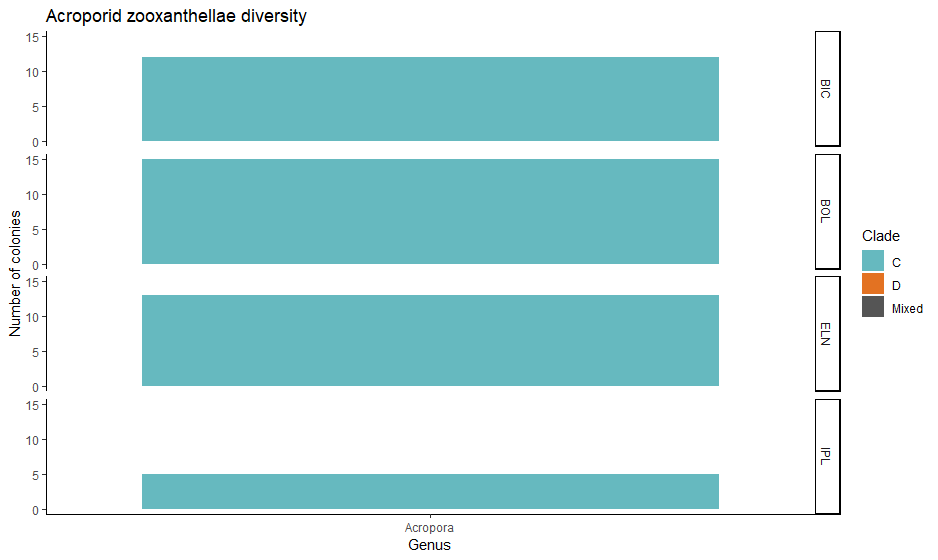 Acroporid zooxanthellae diversity
Number of colonies
15
10
5
0
BIC
15
10
5
0
BOL
15
10
5
0
ELN
15
10
5
0
IPL
Acropora
Genus
Clade
C
D
Mixed